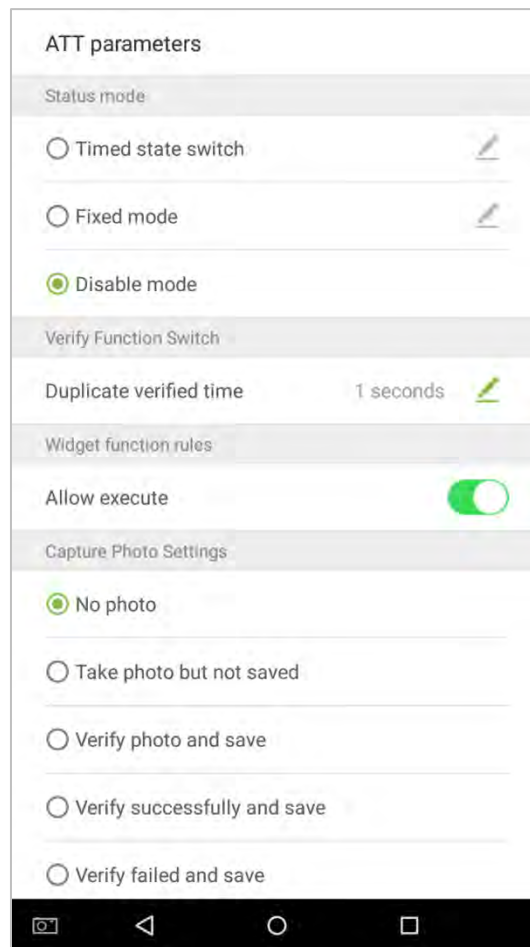 ATT parameters
Status mode
Timed state switch
Fixed mode
Disable mode
Verify Function Switch
Duplicate verified time 1 seconds
Widget function rules
Allow execute
Capture Photo Settings
No photo
Take photo but not saved
Verify photo and save
Verify successfully and save
Verify failed and save